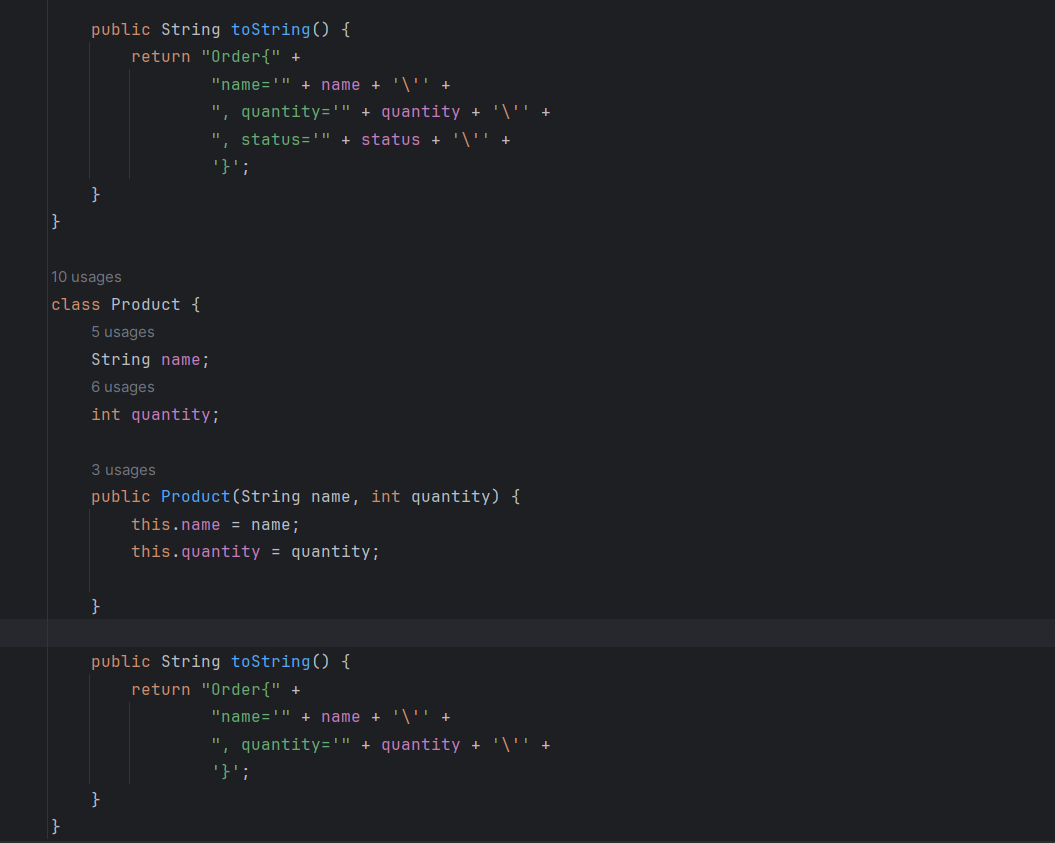 public String toString() {
return "Order{" +
"name='" + name + '\'' +
", quantity='" + quantity + '\'' +
", status='" + status + '\'' +
'}';
}
}
10 usages
class Product {
5 usages
String name;
6 usages
int quantity;
3 usages
public Product(String name, int quantity) {
this.name = name;
this.quantity = quantity;
}
public String toString() {
return "Order{" +
"name='" + name + '\'' +
", quantity='" + quantity + '\'' +
'}';
}
}